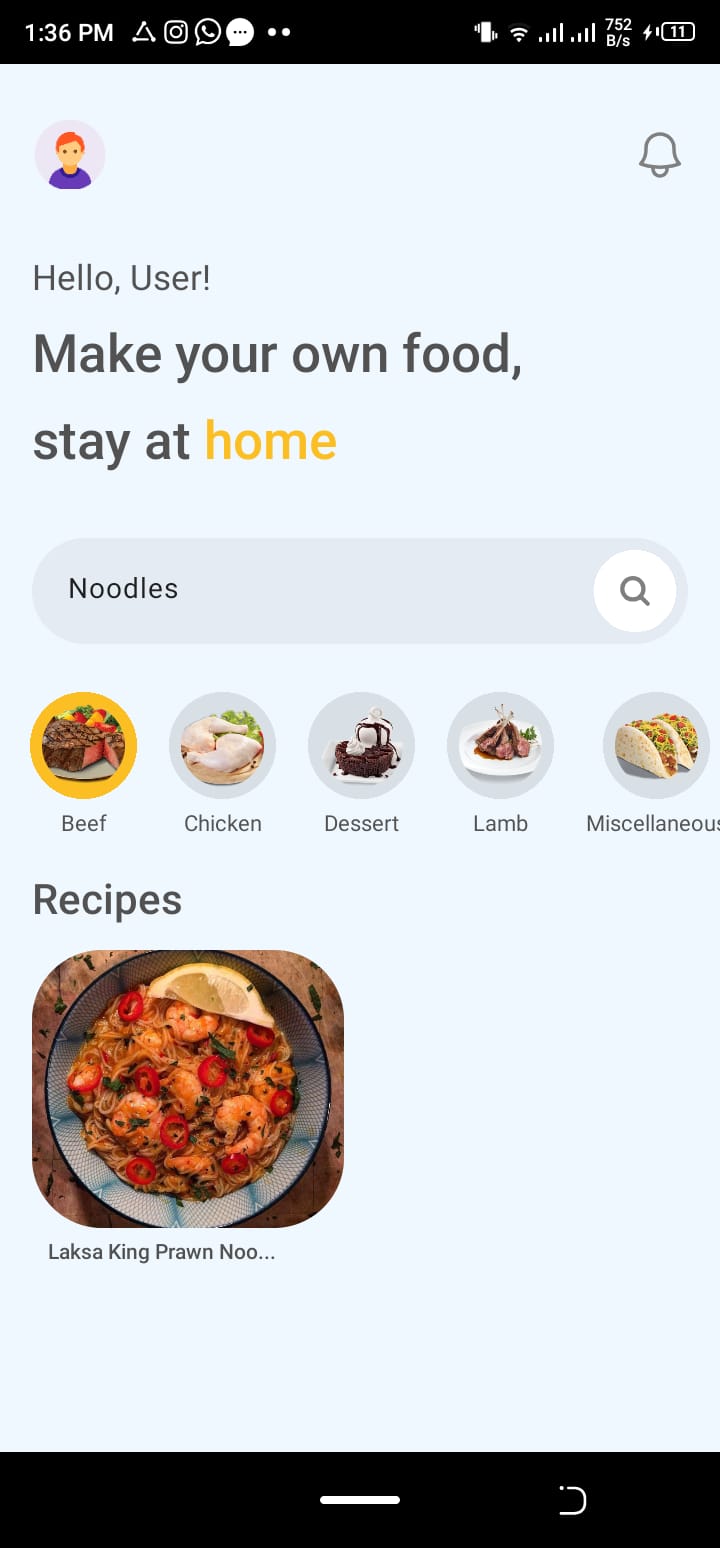 1:36 PM
752
B/s
11
Hello, User!
Make your own food,
stay at home
Noodles
Beef
Chicken
Dessert
Lamb
Miscellaneous
Recipes
Laksa King Prawn Noo...